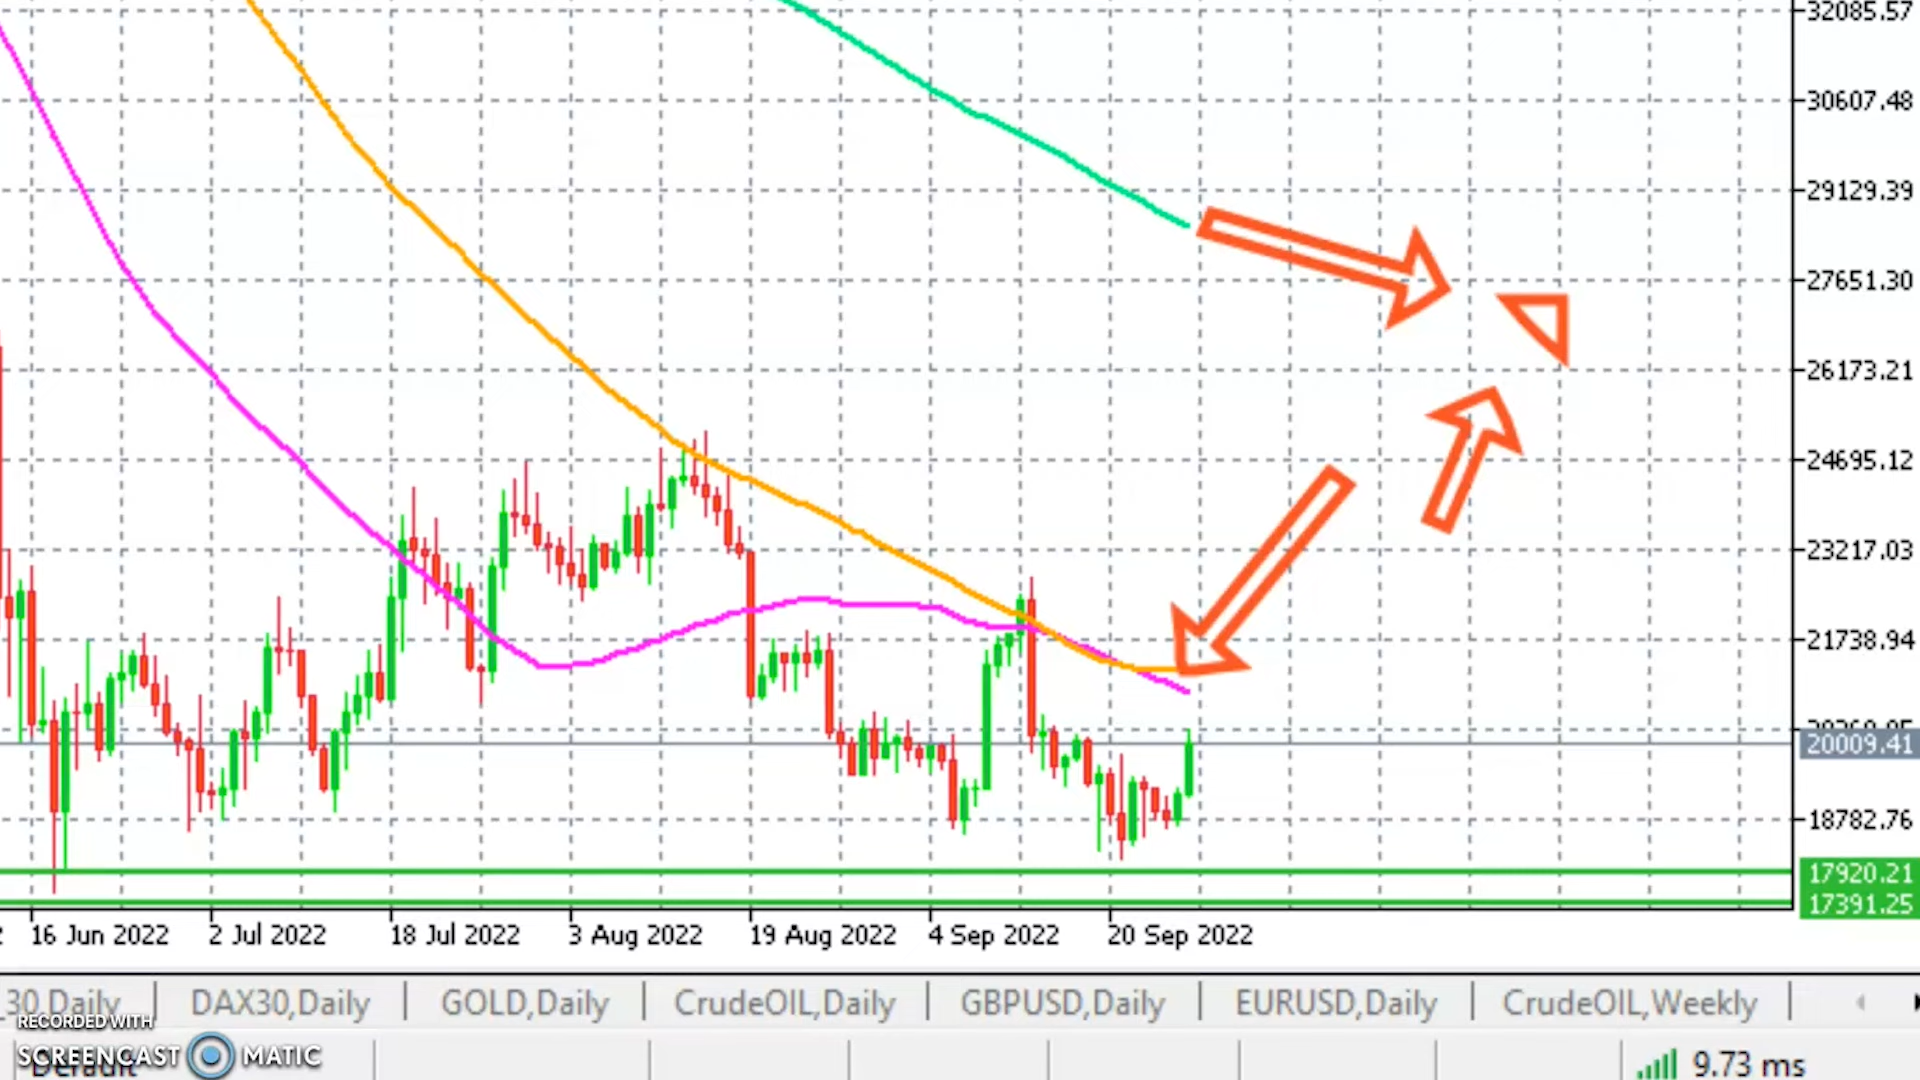 32085.57
30607.48
29129.39
27651.30
26173.21
24695.12
23217.03
21738.94
20009.41
18782.76
17920.21
17391.25
16 Jun 2022 2 Jul 2022 18 Jul 2022 3 Aug 2022 19 Aug 2022 4 Sep 2022 20 Sep 2022
30,Daily DAX30,Daily GOLD,Daily CrudeOIL,Daily GBPUSD,Daily EURUSD,Daily CrudeOIL,Weekly
RECORDED WITH
SCREENCAST MATIC
Default 9.73 ms